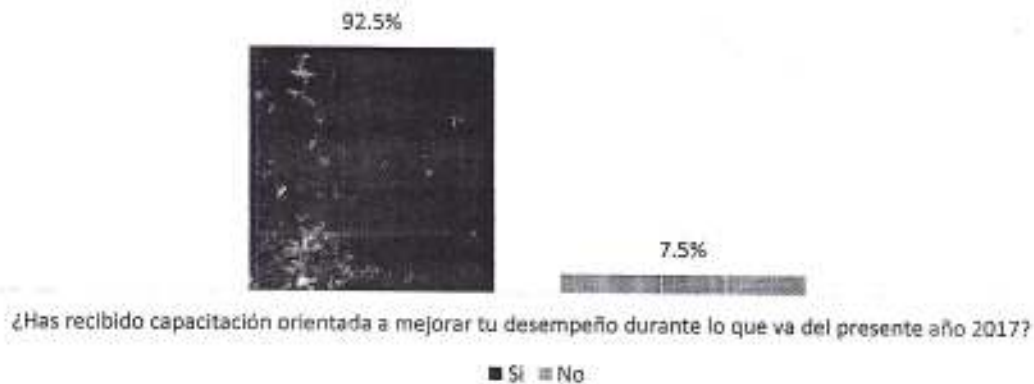 92.5%
7.5%
¿Has recibido capacitación orientada a mejorar tu desempeño durante lo que va del presente año 2017?
Si No